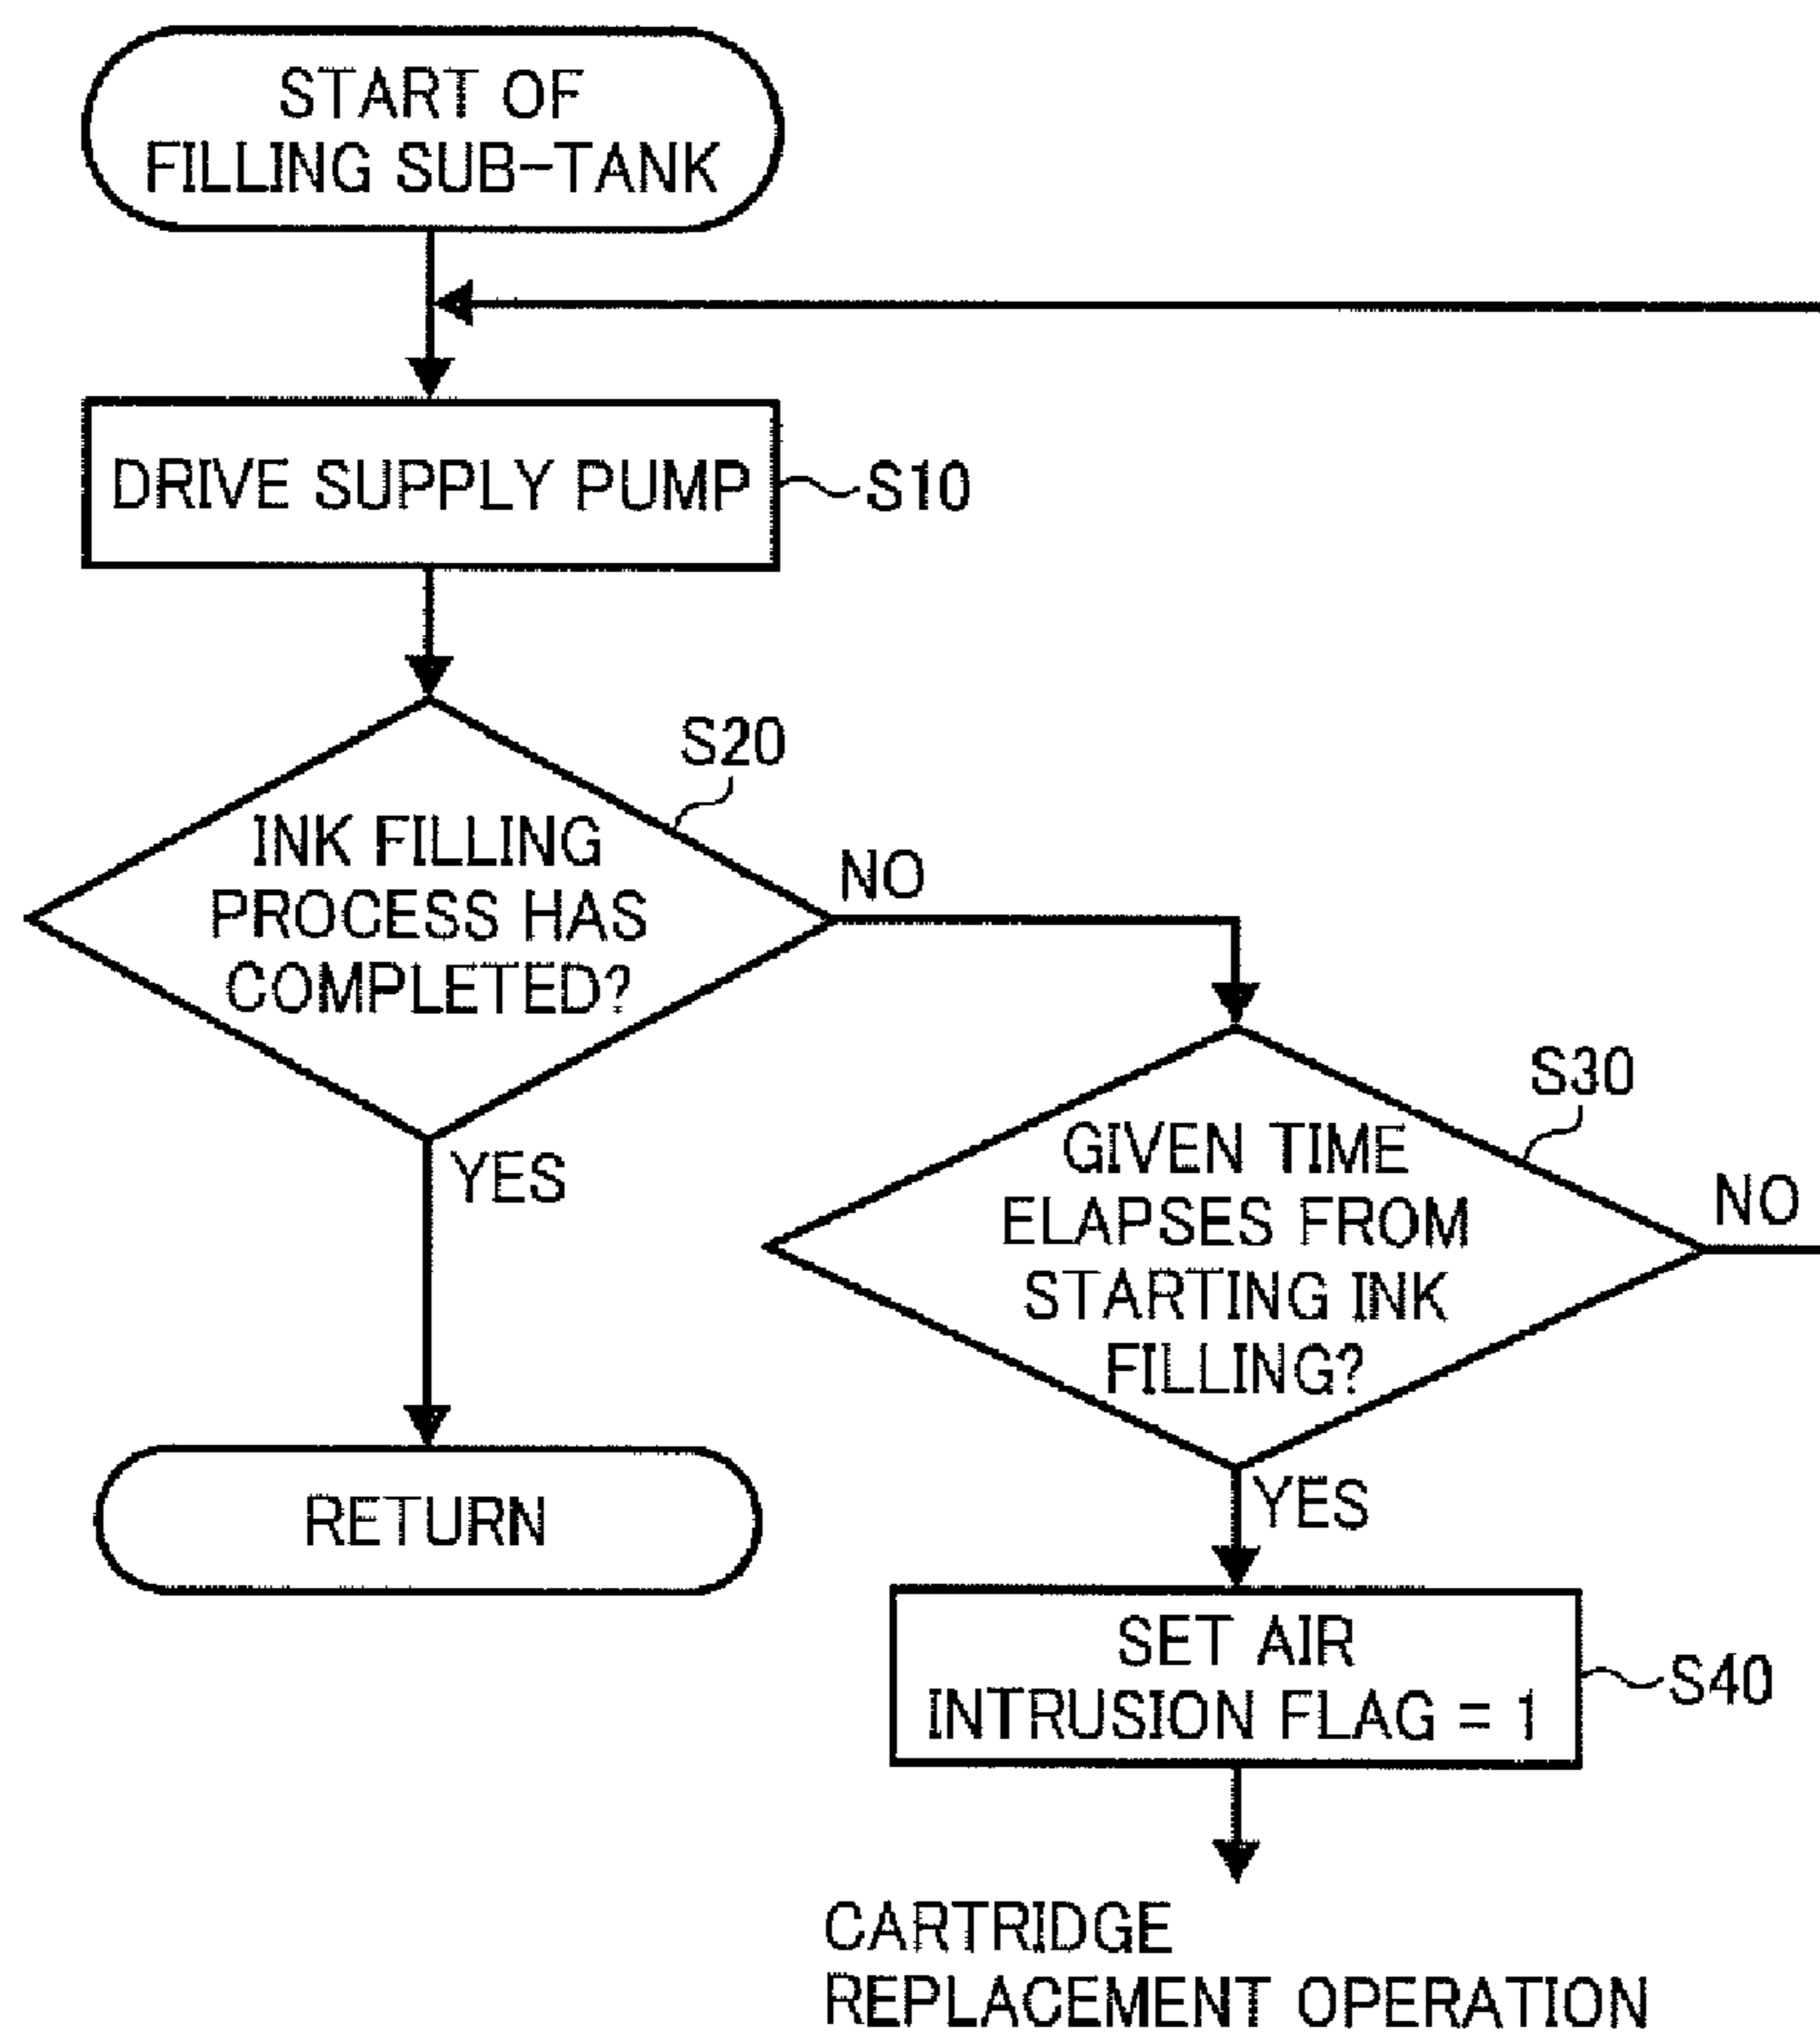 START OF
FILLING SUB-TANK
DRIVE SUPPLY PUMP
S10
S20
INK FILLING
PROCESS HAS
COMPLETED?
NO
YES
S30
GIVEN TIME
ELAPSES FROM
STARTING INK
FILLING?
NO
YES
RETURN
SET AIR
INTRUSION FLAG = 1
S40
CARTRIDGE
REPLACEMENT OPERATION